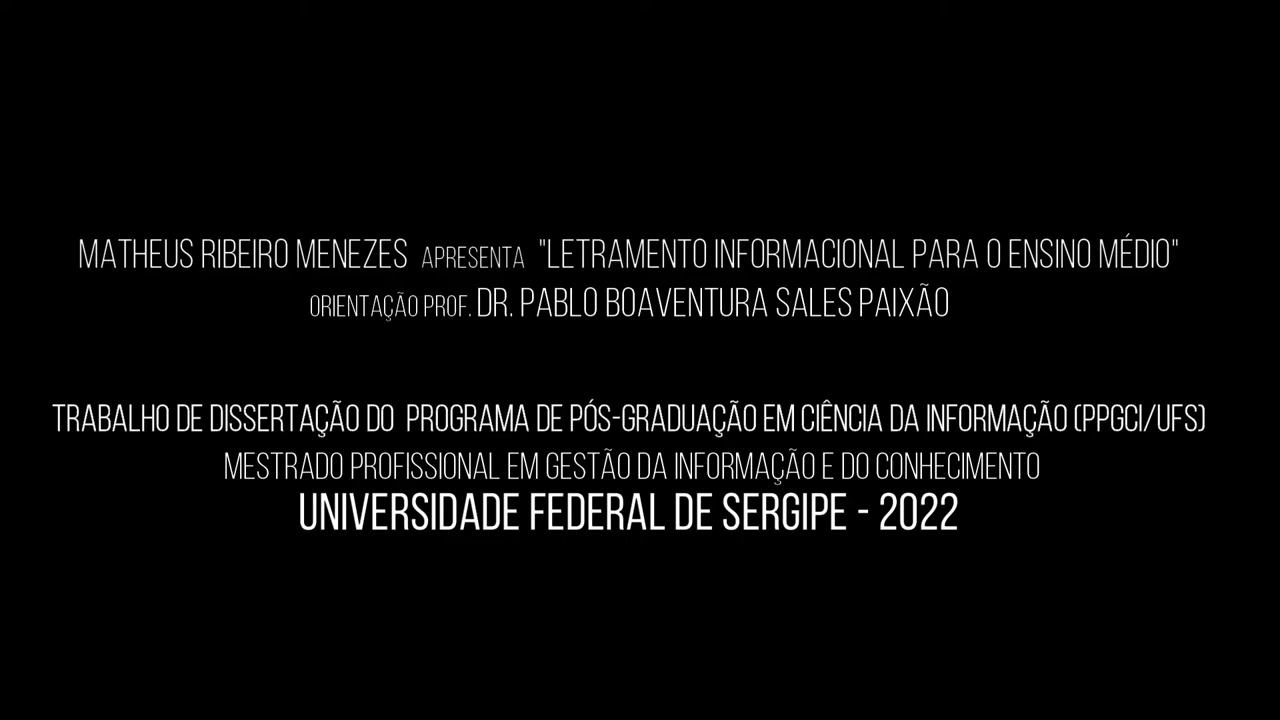 MATHEUS RIBEIRO MENEZES APRESENTA "LETRAMENTO INFORMACIONAL PARA O ENSINO MÉDIO"
ORIENTAÇÃO PROF. DR. PABLO BOAVENTURA SALES PAIXÃO
TRABALHO DE DISSERTAÇÃO DO PROGRAMA DE PÓS-GRADUAÇÃO EM CIÊNCIA DA INFORMAÇÃO (PPGCI/UFS)
MESTRADO PROFISSIONAL EM GESTÃO DA INFORMAÇÃO E DO CONHECIMENTO
UNIVERSIDADE FEDERAL DE SERGIPE - 2022